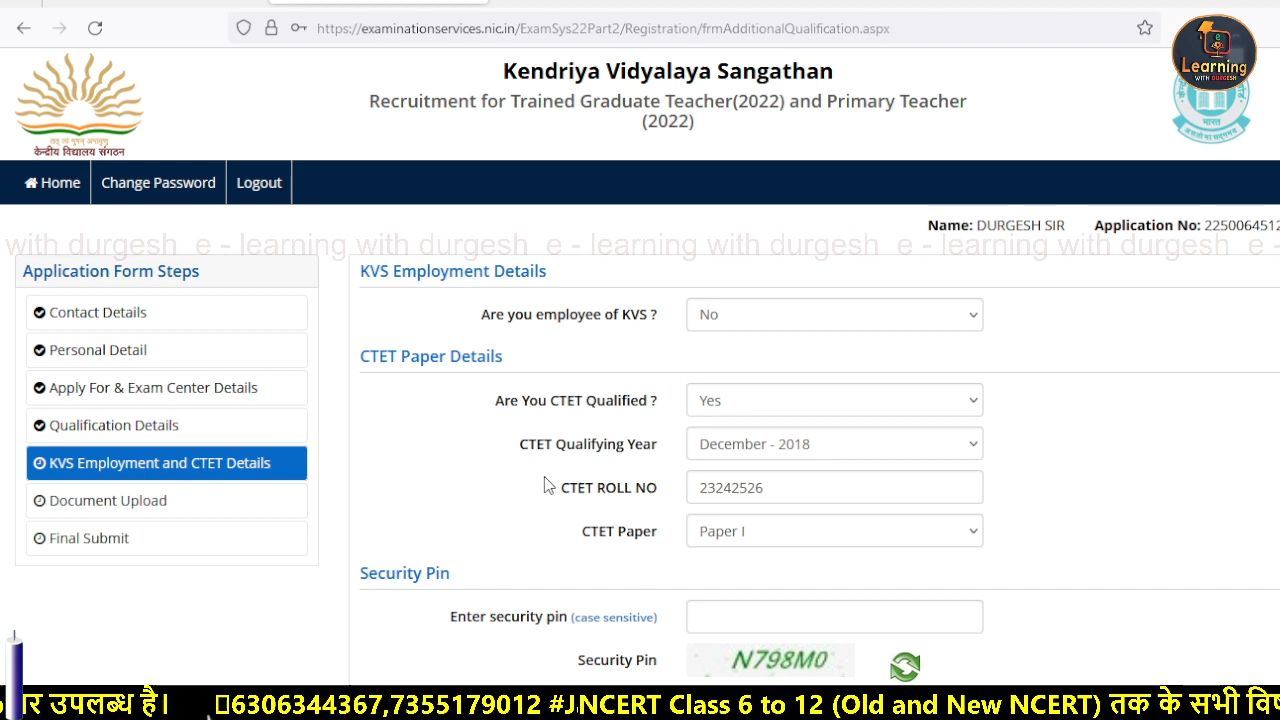 https://examinationservices.nic.in/ExamSys22Part2/Registration/frmAdditionalQualification.aspx
e
Learning
WITH DURGESH
Kendriya Vidyalaya Sangathan
Recruitment for Trained Graduate Teacher(2022) and Primary Teacher
(2022)
केन्द्रीय विद्यालय संगठन
भारत
Home
Change Password
Logout
Name: DURGESH SIR
Application No: 2250064512
with durgesh e - learning with durgesh e - learning with durgesh e - learning with durgesh e -
Application Form Steps
Contact Details
Personal Detail
Apply For & Exam Center Details
Qualification Details
KVS Employment and CTET Details
Document Upload
Final Submit
KVS Employment Details
Are you employee of KVS ?
No
CTET Paper Details
Are You CTET Qualified ?
Yes
CTET Qualifying Year
December - 2018
CTET ROLL NO
23242526
CTET Paper
Paper I
Security Pin
Enter security pin (case sensitive)
Security Pin
N798M0
र उपलब्ध है। 6306344367,7355179012 #JNCERT Class 6 to 12 (Old and New NCERT) तक के सभी विष